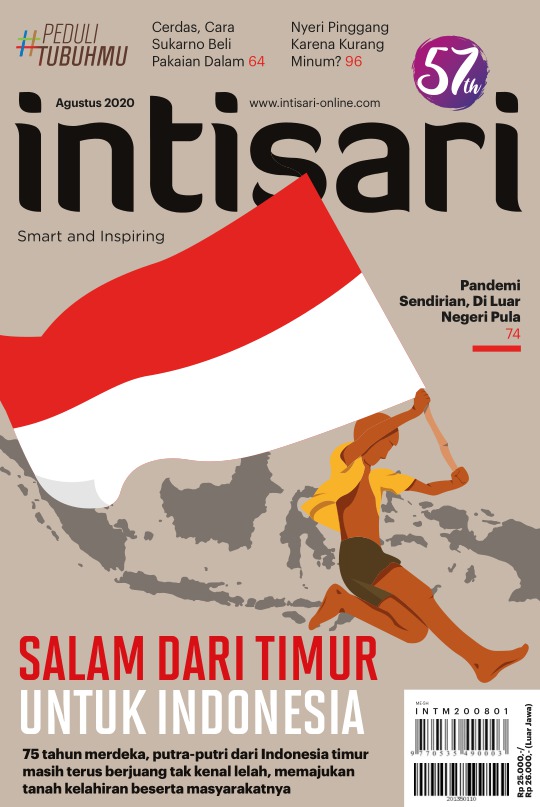 #PEDULI
TUBUHMU
Cerdas, Cara
Sukarno Beli
Pakaian Dalam 64
Nyeri Pinggang
Karena Kurang
Minum? 96
57th
Agustus 2020
www.intisari-online.com
intisari
Smart and Inspiring
Pandemi
Sendirian, Di Luar
Negeri Pula
74
SALAM DARI TIMUR
UNTUK INDONESIA
75 tahun merdeka, putra-putri dari Indonesia timur
masih terus berjuang tak kenal lelah, memajukan
tanah kelahiran beserta masyarakatnya
INTM200801
9 770535 490003
Rp 25.000,-/
Rp 26.000,- (Luar Jawa)